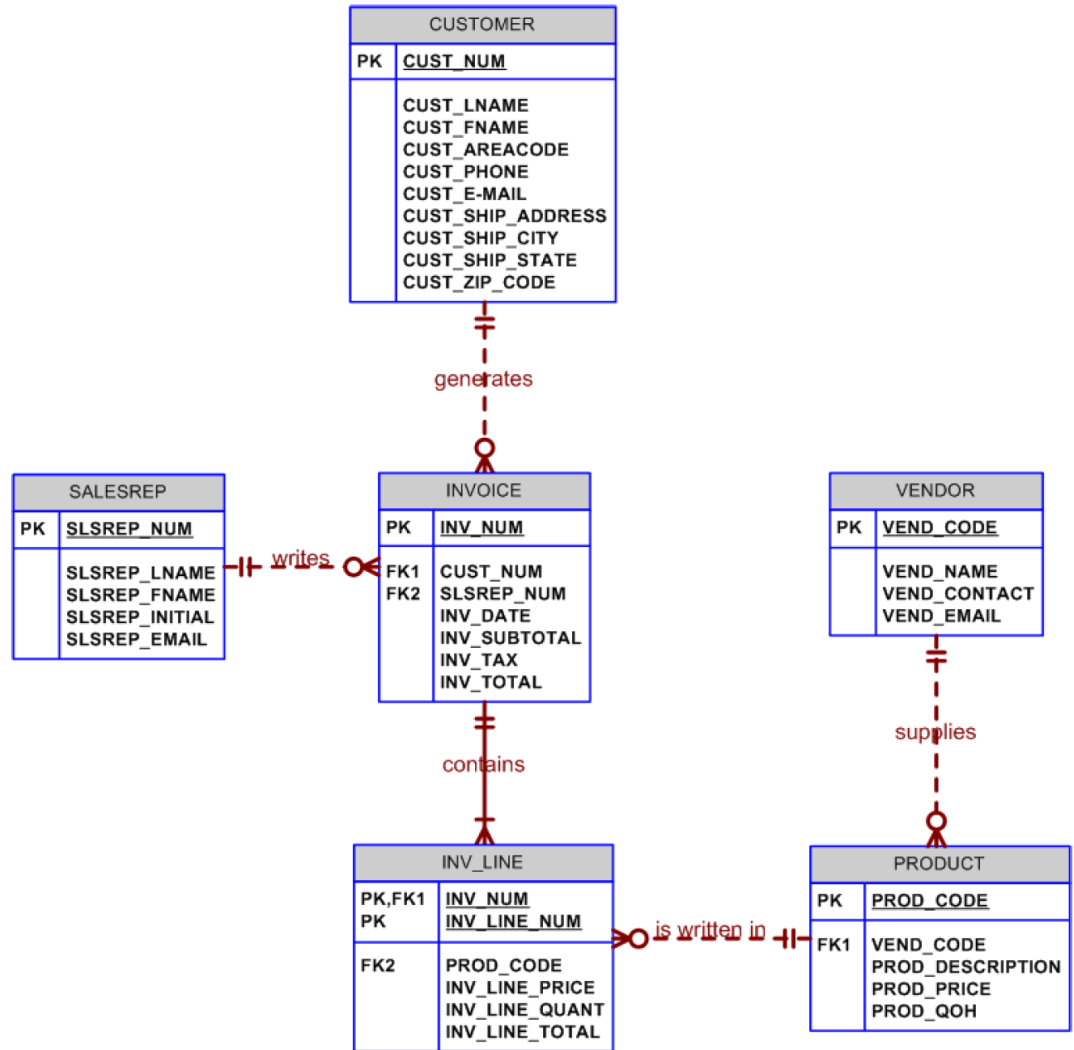 CUSTOMER
PK CUST_NUM
CUST_LNAME
CUST_FNAME
CUST_AREACODE
CUST_PHONE
CUST_E-MAIL
CUST_SHIP_ADDRESS
CUST_SHIP_CITY
CUST_SHIP_STATE
CUST_ZIP_CODE
generates
SALESREP
PK SLSREP_NUM
SLSREP_LNAME
SLSREP_FNAME
SLSREP_INITIAL
SLSREP_EMAIL
writes
INVOICE
PK INV_NUM
FK1 CUST_NUM
FK2 SLSREP_NUM
INV_DATE
INV_SUBTOTAL
INV_TAX
INV_TOTAL
VENDOR
PK VEND_CODE
VEND_NAME
VEND_CONTACT
VEND_EMAIL
supplies
contains
INV_LINE
PK,FK1 INV_NUM
PK INV_LINE_NUM
FK2 PROD_CODE
INV_LINE_PRICE
INV_LINE_QUANT
INV_LINE_TOTAL
is written in
PRODUCT
PK PROD_CODE
FK1 VEND_CODE
PROD_DESCRIPTION
PROD_PRICE
PROD_QOH